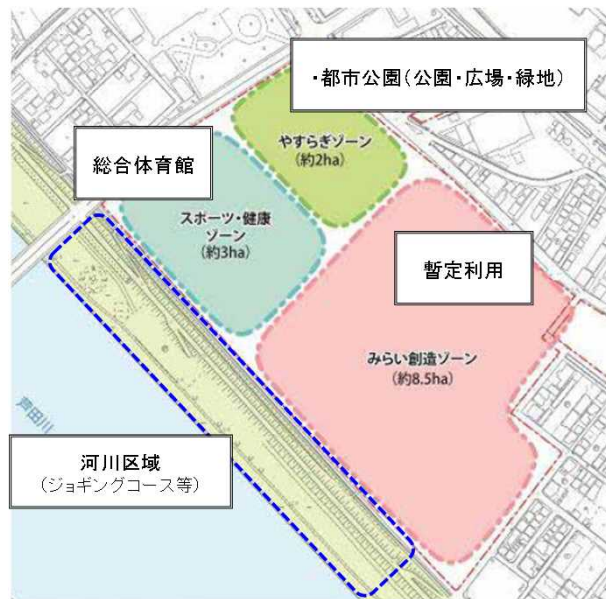 ・都市公園(公園・広場・緑地)
やすらぎゾーン
(約2ha)
総合体育館
スポーツ・健康
ゾーン
(約3ha)
暫定利用
みらい創造ゾーン
(約8.5ha)
芦田川
河川区域
(ジョギングコース等)